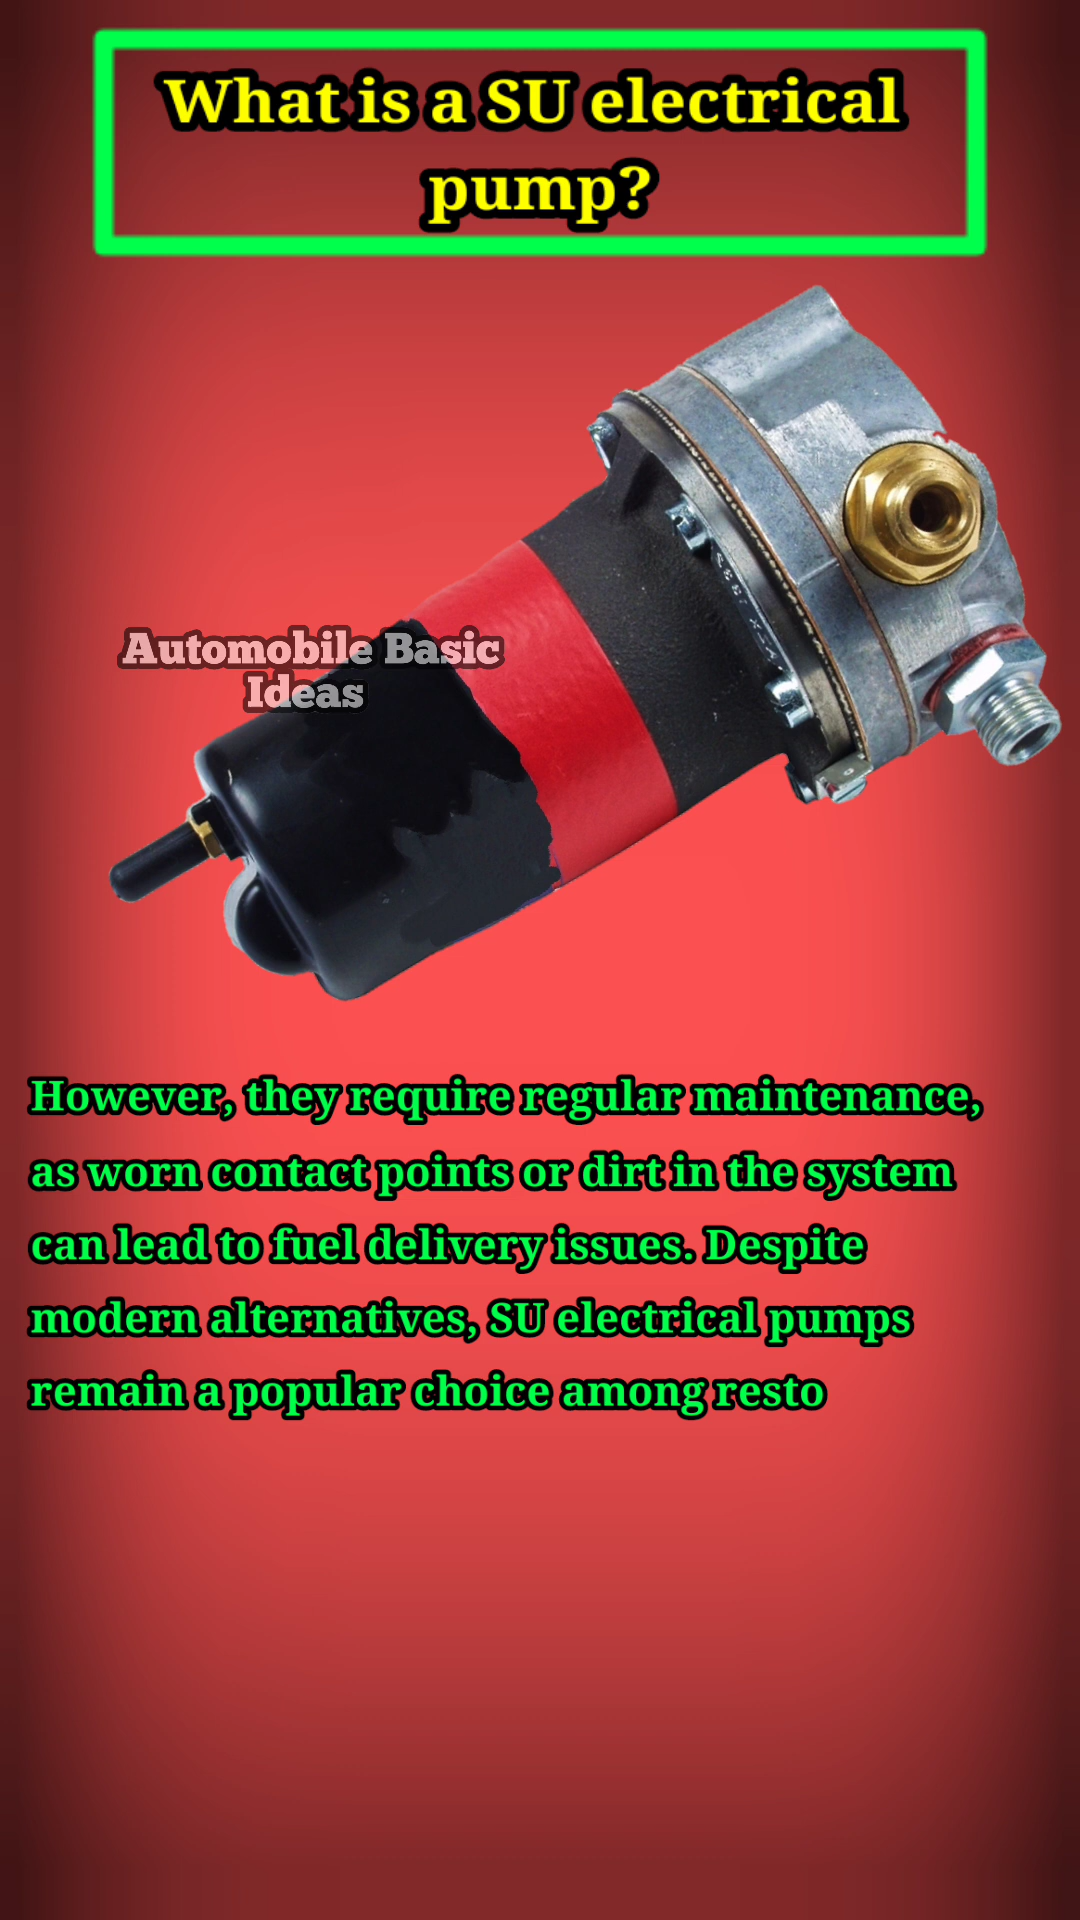 What is a SU electrical
pump?
Automobile Basic
Ideas
However, they require regular maintenance,
as worn contact points or dirt in the system
can lead to fuel delivery issues. Despite
modern alternatives, SU electrical pumps
remain a popular choice among resto